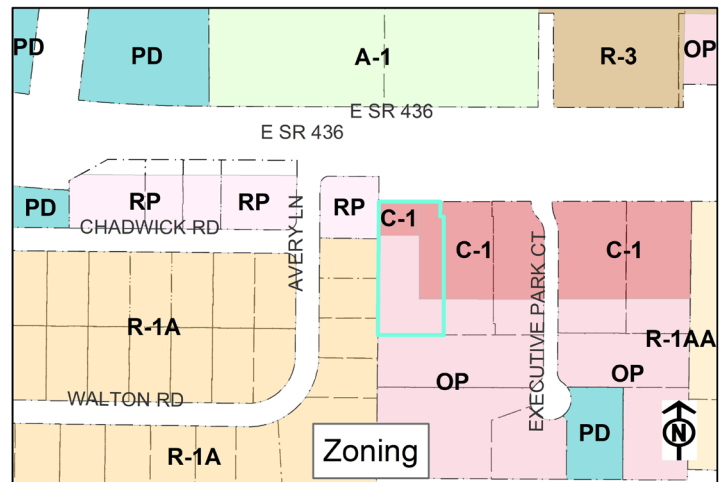 PD
PD
A-1
R-3
OP
E SR 436
E SR 436
PD
RP
RP
RP
C-1
CHADWICK RD
AVERY LN
C-1
EXECUTIVE PARK CT
C-1
R-1A
R-1AA
OP
OP
WALTON RD
PD
N
R-1A
Zoning